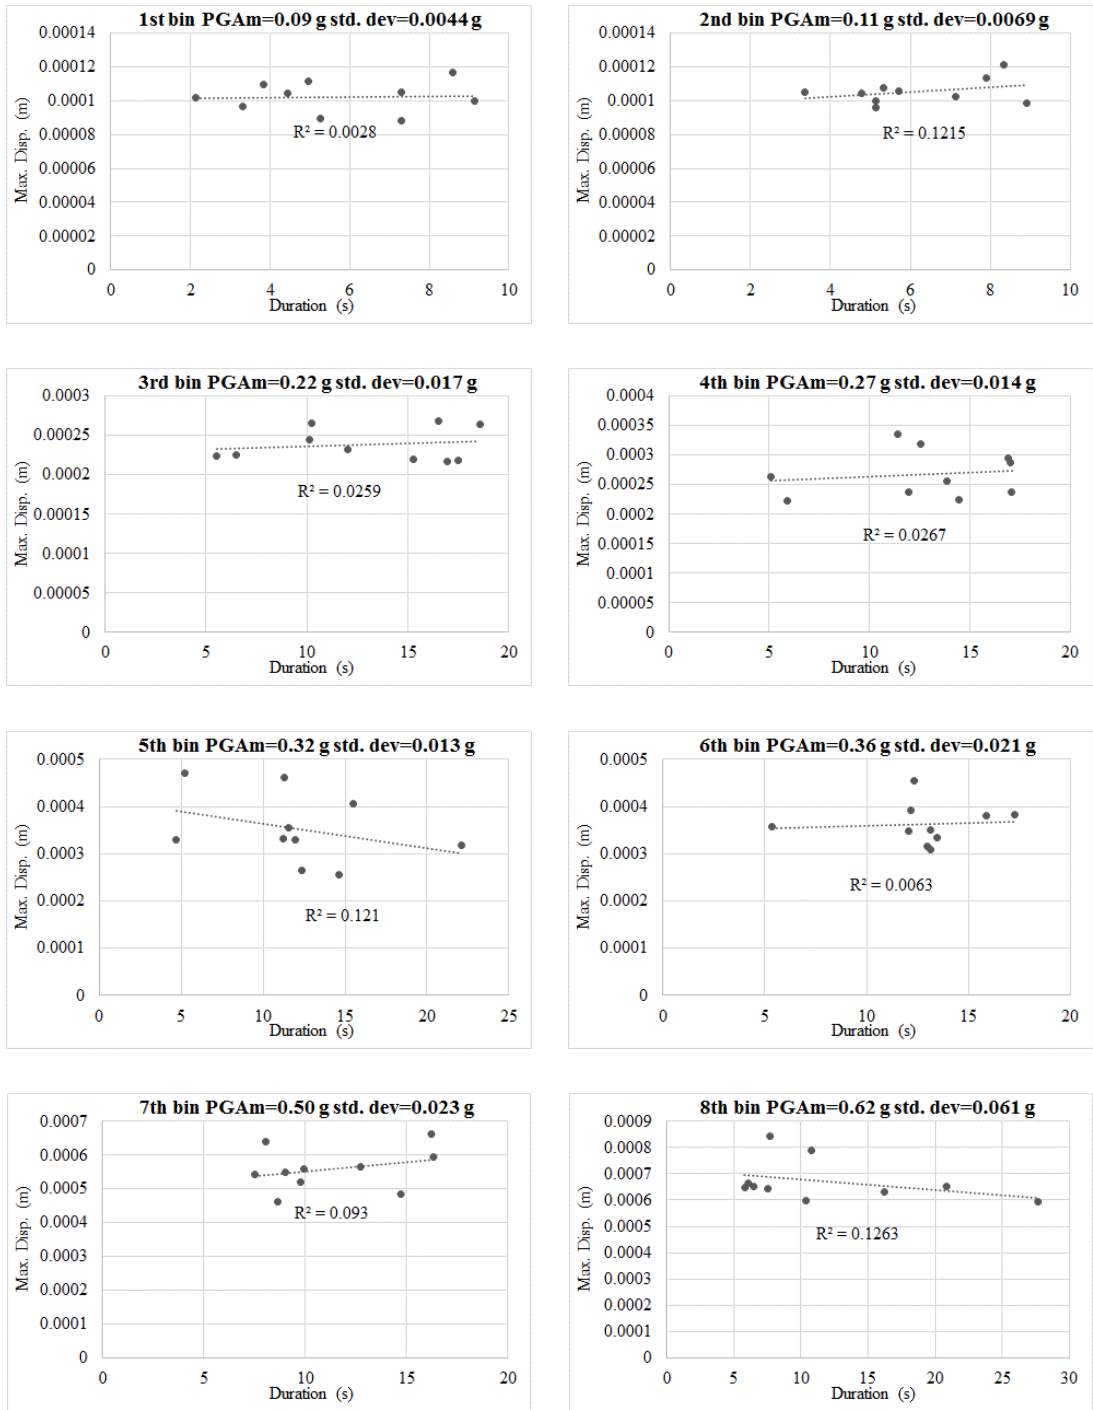 1st bin PGAm=0.09 g std. dev=0.0044 g
0.00014
0.00012
0.0001
0.00008
0.00006
0.00004
0.00002
0
Max. Disp. (m)
R² = 0.0028
0 2 4 6 8 10
Duration (s)
2nd bin PGAm=0.11 g std. dev=0.0069 g
0.00014
0.00012
0.0001
0.00008
0.00006
0.00004
0.00002
0
Max. Disp. (m)
R² = 0.1215
0 2 4 6 8 10
Duration (s)
3rd bin PGAm=0.22 g std. dev=0.017 g
0.0003
0.00025
0.0002
0.00015
0.0001
0.00005
0
Max. Disp. (m)
R² = 0.0259
0 5 10 15 20
Duration (s)
4th bin PGAm=0.27 g std. dev=0.014 g
0.0004
0.00035
0.0003
0.00025
0.0002
0.00015
0.0001
0.00005
0
Max. Disp. (m)
R² = 0.0267
0 5 10 15 20
Duration (s)
5th bin PGAm=0.32 g std. dev=0.013 g
0.0005
0.0004
0.0003
0.0002
0.0001
0
Max. Disp. (m)
R² = 0.121
0 5 10 15 20 25
Duration (s)
6th bin PGAm=0.36 g std. dev=0.021 g
0.0005
0.0004
0.0003
0.0002
0.0001
0
Max. Disp. (m)
R² = 0.0063
0 5 10 15 20
Duration (s)
7th bin PGAm=0.50 g std. dev=0.023 g
0.0007
0.0006
0.0005
0.0004
0.0003
0.0002
0.0001
0
Max. Disp. (m)
R² = 0.093
0 5 10 15 20
Duration (s)
8th bin PGAm=0.62 g std. dev=0.061 g
0.0009
0.0008
0.0007
0.0006
0.0005
0.0004
0.0003
0.0002
0.0001
0
Max. Disp. (m)
R² = 0.1263
0 5 10 15 20 25 30
Duration (s)